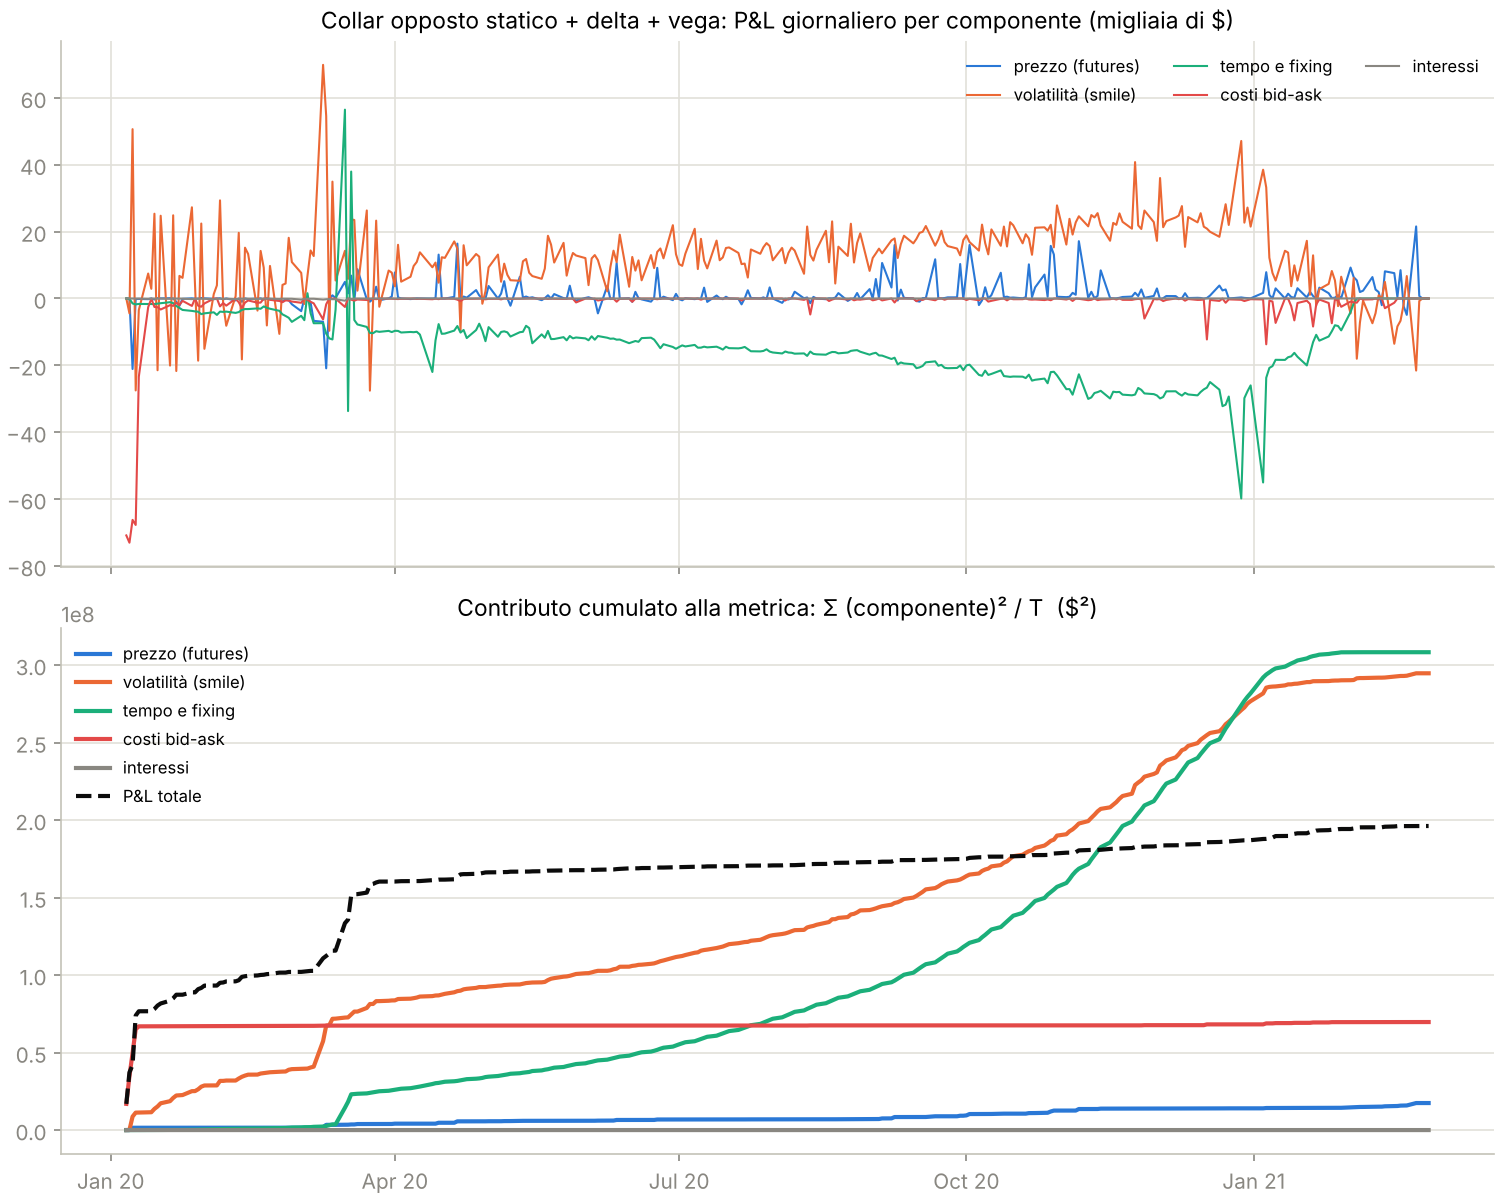 Collar opposto statico + delta + vega: P&L giornaliero per componente (migliaia di $)
prezzo (futures)
volatilità (smile)
tempo e fixing
costi bid-ask
interessi
60
40
20
0
−20
−40
−60
−80
Contributo cumulato alla metrica: Σ (componente)² / T ($²)
1e8
prezzo (futures)
volatilità (smile)
tempo e fixing
costi bid-ask
interessi
P&L totale
3.0
2.5
2.0
1.5
1.0
0.5
0.0
Jan 20
Apr 20
Jul 20
Oct 20
Jan 21